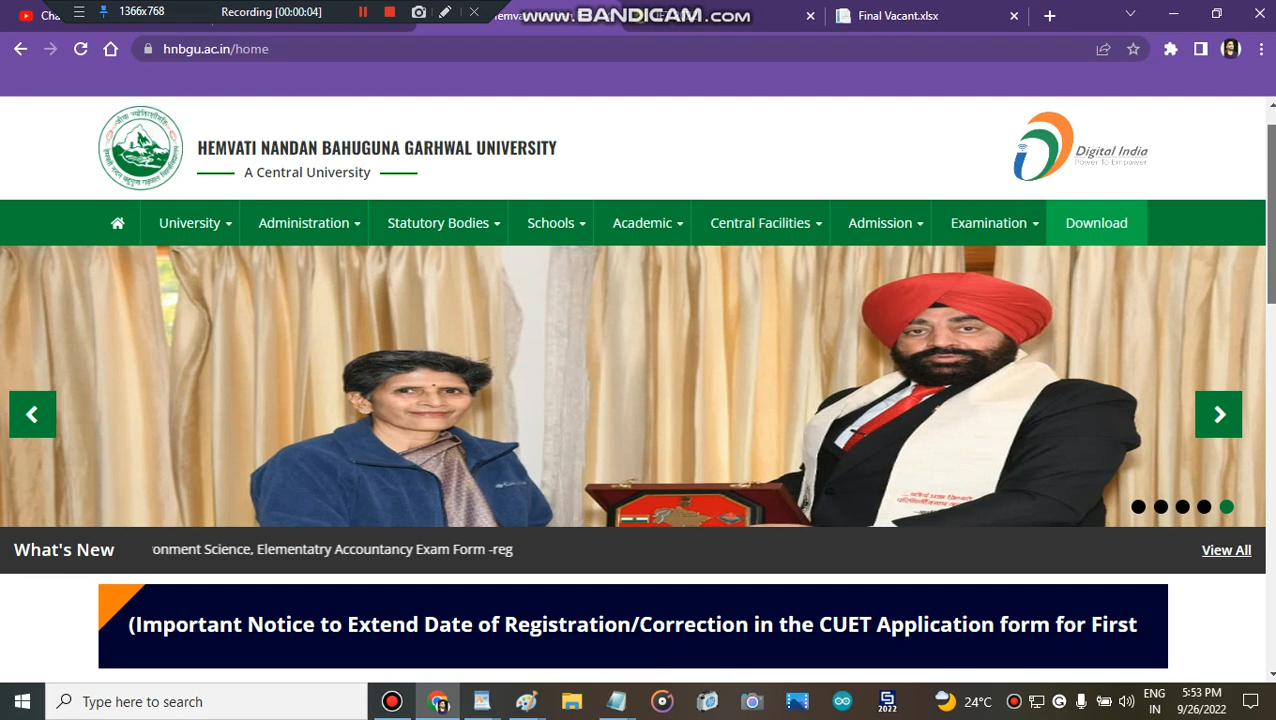 1366x768
Recording [00:00:04]
www.BANDICAM.com
Final Vacant.xlsx
hnbgu.ac.in/home
HEMVATI NANDAN BAHUGUNA GARHWAL UNIVERSITY
A Central University
Digital India
Power To Empower
University
Administration
Statutory Bodies
Schools
Academic
Central Facilities
Admission
Examination
Download
What's New
ronment Science, Elementatry Accountancy Exam Form -reg
View All
(Important Notice to Extend Date of Registration/Correction in the CUET Application form for First
Type here to search
2022
24°C
ENG
5:53 PM
IN
9/26/2022